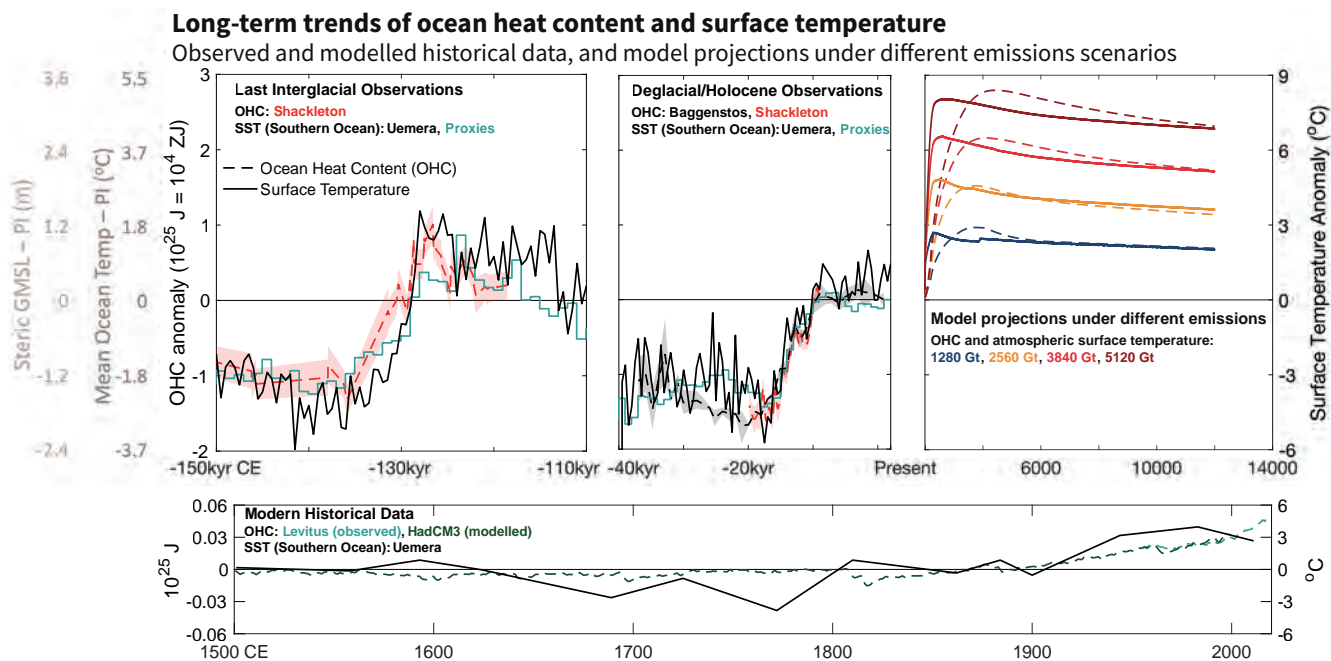 Long-term trends of ocean heat content and surface temperature
Observed and modelled historical data, and model projections under different emissions scenarios
Steric GMSL – PI (m)
3.6
2.4
1.2
0
-1.2
-2.4
Mean Ocean Temp – PI (ºC)
5.5
3.7
1.8
0
-1.8
-3.7
OHC anomaly (10²⁵ J = 10⁴ ZJ)
3
2
1
0
-1
-2
Last Interglacial Observations
OHC: Shackleton
SST (Southern Ocean): Uemera, Proxies
Ocean Heat Content (OHC)
Surface Temperature
-150kyr CE
-130kyr
-110kyr
Deglacial/Holocene Observations
OHC: Baggenstos, Shackleton
SST (Southern Ocean): Uemera, Proxies
-40kyr
-20kyr
Present
Model projections under different emissions
OHC and atmospheric surface temperature:
1280 Gt, 2560 Gt, 3840 Gt, 5120 Gt
6000
10000
14000
9
6
3
0
-3
-6
Surface Temperature Anomaly (ºC)
Modern Historical Data
OHC: Levitus (observed), HadCM3 (modelled)
SST (Southern Ocean): Uemera
10²⁵ J
0.06
0.03
0
-0.03
-0.06
6
3
0
-3
-6
ºC
1500 CE
1600
1700
1800
1900
2000